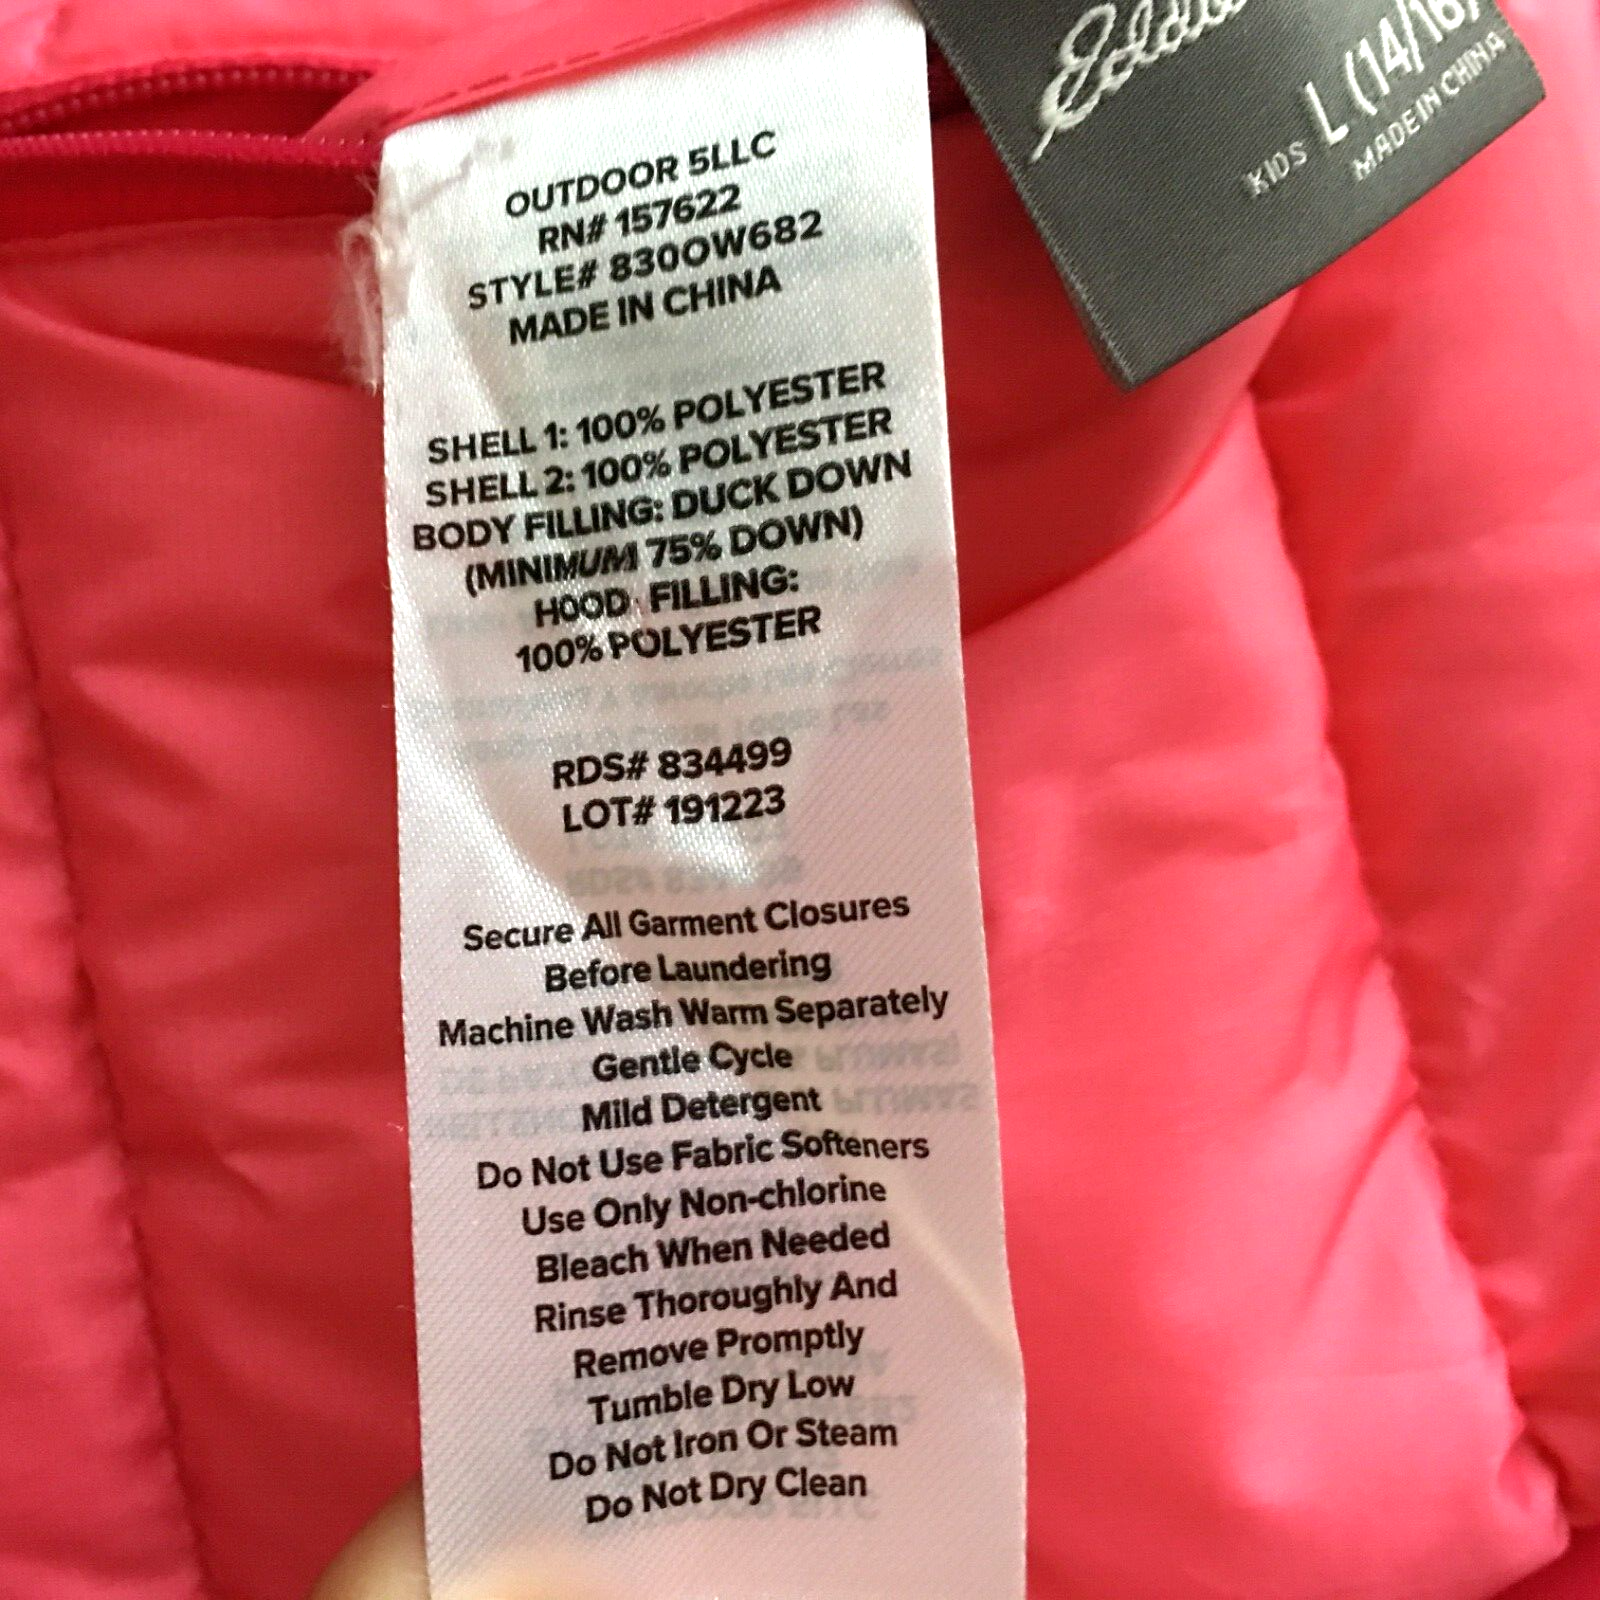 OUTDOOR 5LLC
RN# 157622
STYLE# 830OW682
MADE IN CHINA
SHELL 1: 100% POLYESTER
SHELL 2: 100% POLYESTER
BODY FILLING: DUCK DOWN
(MINIMUM 75% DOWN)
HOOD FILLING:
100% POLYESTER
RDS# 834499
LOT# 191223
Secure All Garment Closures
Before Laundering
Machine Wash Warm Separately
Gentle Cycle
Mild Detergent
Do Not Use Fabric Softeners
Use Only Non-chlorine
Bleach When Needed
Rinse Thoroughly And
Remove Promptly
Tumble Dry Low
Do Not Iron Or Steam
Do Not Dry Clean
KIDS L (14/16)
MADE IN CHINA